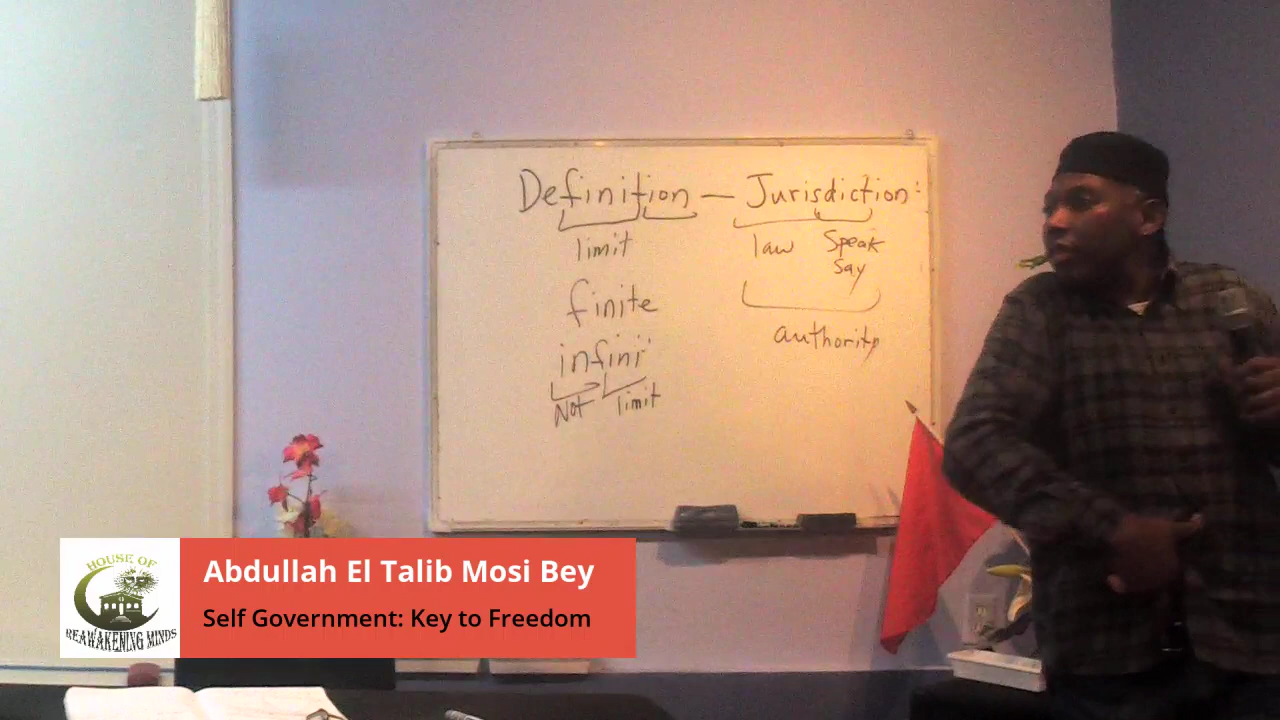 Definition — Jurisdiction:
limit
law Speak
say
finite
authority
infini
Not limit
HOUSE OF
REAWAKENING MINDS
Abdullah El Talib Mosi Bey
Self Government: Key to Freedom